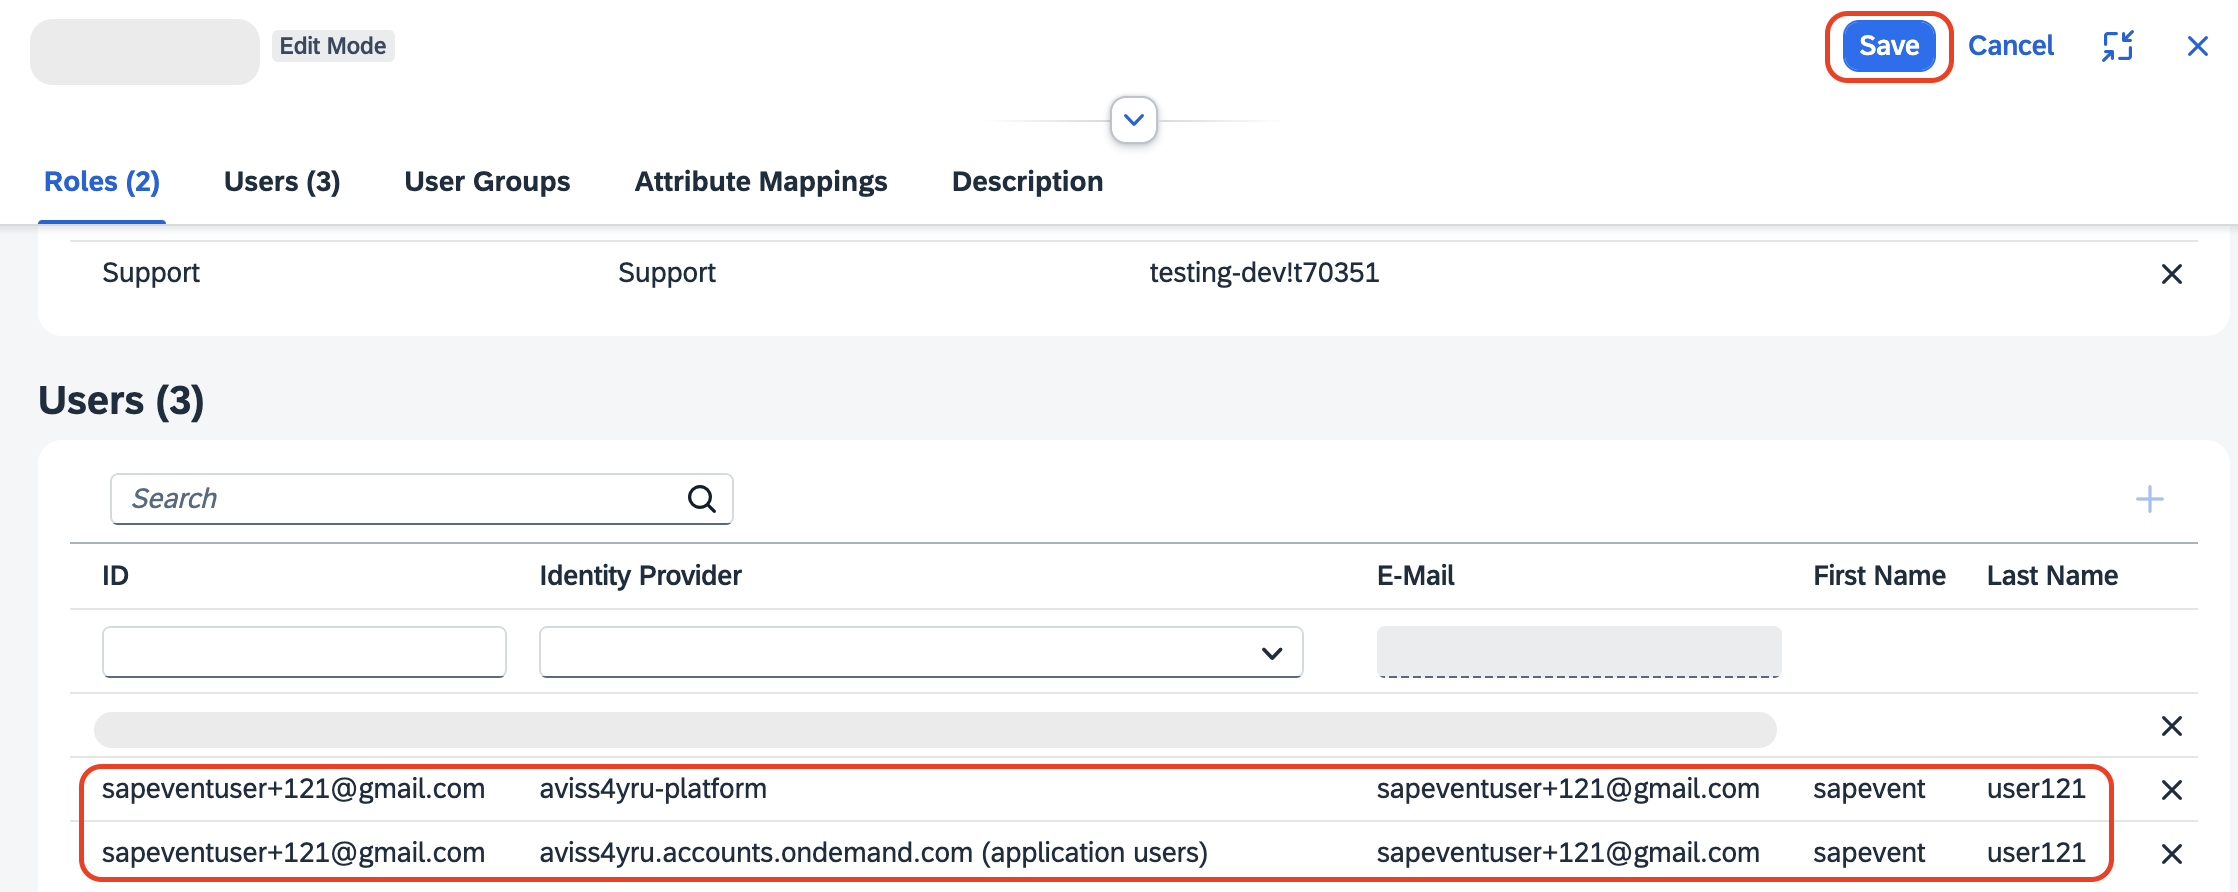 Edit Mode
Save
Cancel
Roles (2) Users (3) User Groups Attribute Mappings Description
Support Support testing-dev!t70351
Users (3)
Search
ID Identity Provider E-Mail First Name Last Name
sapeventuser+121@gmail.com aviss4yru-platform sapeventuser+121@gmail.com sapevent user121
sapeventuser+121@gmail.com aviss4yru.accounts.ondemand.com (application users) sapeventuser+121@gmail.com sapevent user121